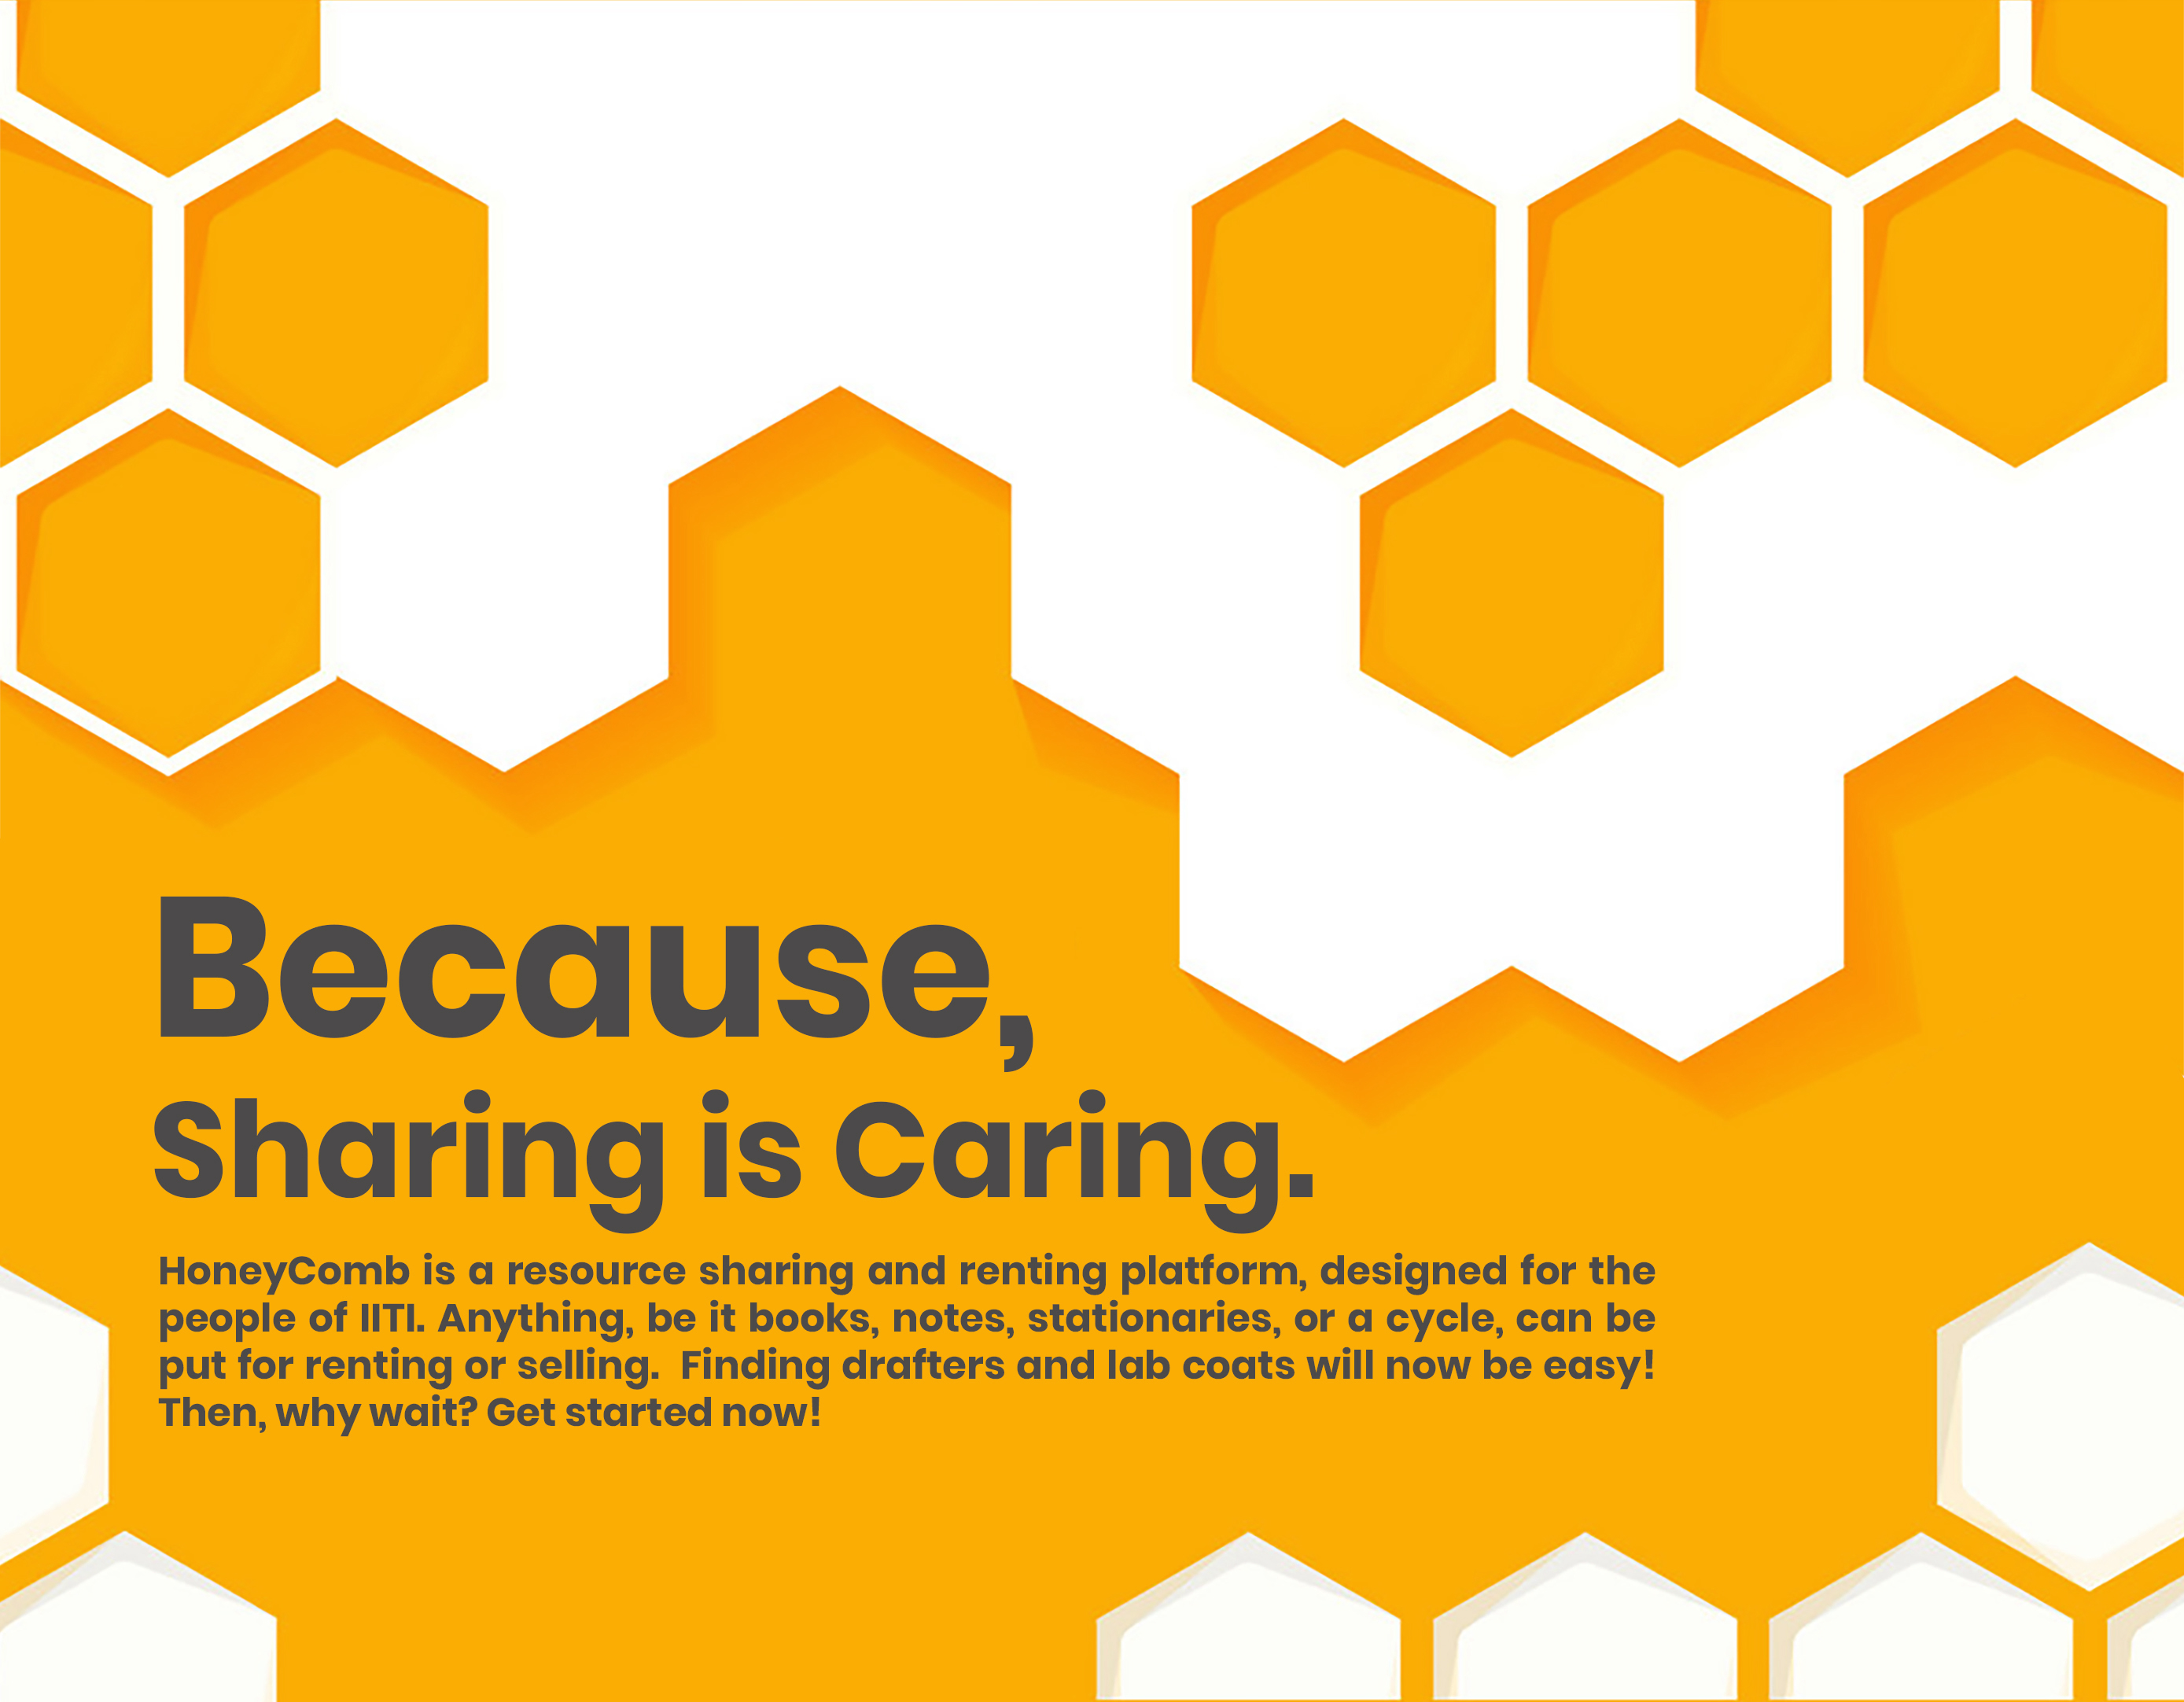 Because,
Sharing is Caring.
HoneyComb is a resource sharing and renting platform, designed for the
people of IITI. Anything, be it books, notes, stationaries, or a cycle, can be
put for renting or selling.  Finding drafters and lab coats will now be easy!
Then, why wait? Get started now!